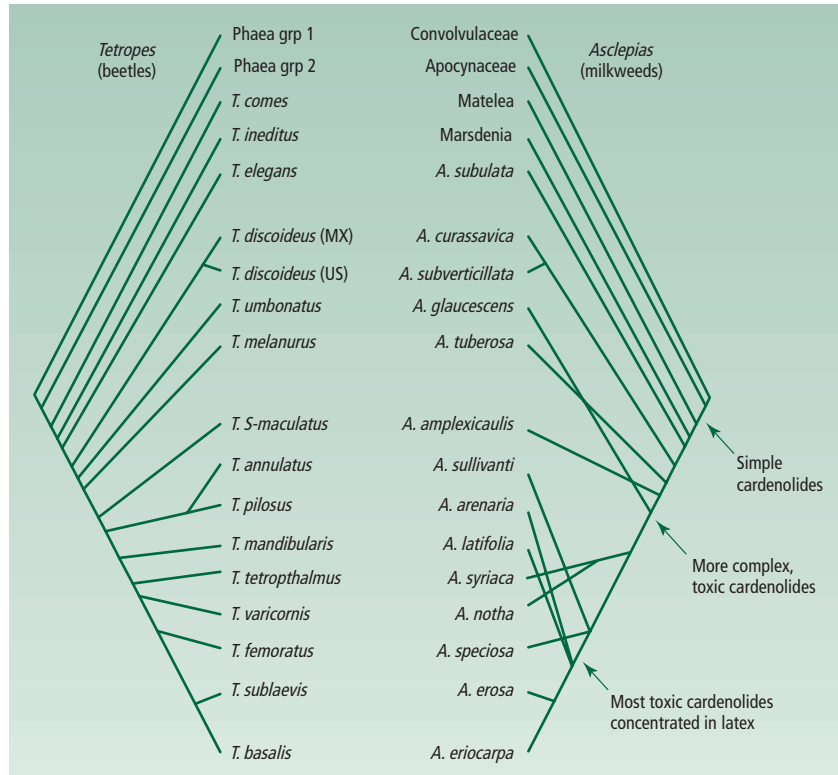 Tetropes
(beetles)
Phaea grp 1
Phaea grp 2
T. comes
T. ineditus
T. elegans
T. discoideus (MX)
T. discoideus (US)
T. umbonatus
T. melanurus
T. S-maculatus
T. annulatus
T. pilosus
T. mandibularis
T. tetropthalmus
T. varicornis
T. femoratus
T. sublaevis
T. basalis
Convolvulaceae
Apocynaceae
Matelea
Marsdenia
A. subulata
A. curassavica
A. subverticillata
A. glaucescens
A. tuberosa
A. amplexicaulis
A. sullivanti
A. arenaria
A. latifolia
A. syriaca
A. notha
A. speciosa
A. erosa
A. eriocarpa
Asclepias
(milkweeds)
Simple
cardenolides
More complex,
toxic cardenolides
Most toxic cardenolides
concentrated in latex